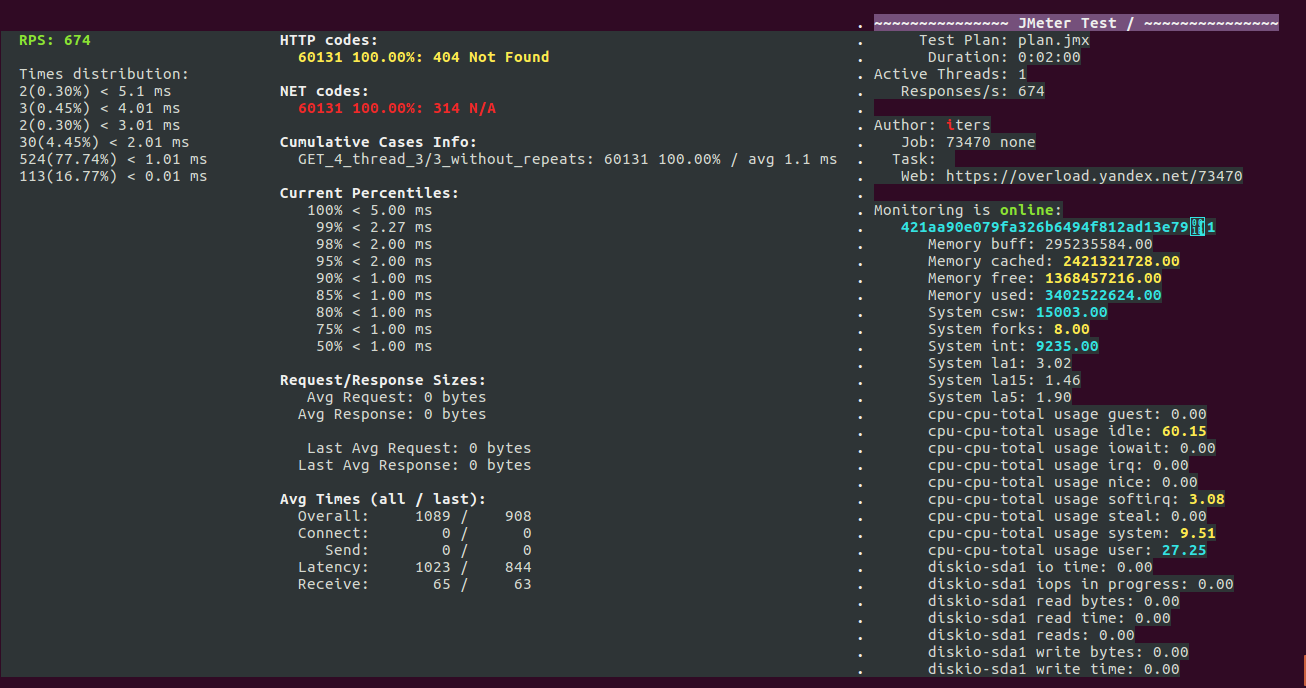 RPS: 674
Times distribution:
2(0.30%) < 5.1 ms
3(0.45%) < 4.01 ms
2(0.30%) < 3.01 ms
30(4.45%) < 2.01 ms
524(77.74%) < 1.01 ms
113(16.77%) < 0.01 ms
HTTP codes:
60131 100.00%: 404 Not Found
NET codes:
60131 100.00%: 314 N/A
Cumulative Cases Info:
GET_4_thread_3/3_without_repeats: 60131 100.00% / avg 1.1 ms
Current Percentiles:
100% < 5.00 ms
99% < 2.27 ms
98% < 2.00 ms
95% < 2.00 ms
90% < 1.00 ms
85% < 1.00 ms
80% < 1.00 ms
75% < 1.00 ms
50% < 1.00 ms
Request/Response Sizes:
Avg Request: 0 bytes
Avg Response: 0 bytes
Last Avg Request: 0 bytes
Last Avg Response: 0 bytes
Avg Times (all / last):
Overall: 1089 / 908
Connect: 0 / 0
Send: 0 / 0
Latency: 1023 / 844
Receive: 65 / 63
~~~~~~~~~~~~~~~ JMeter Test / ~~~~~~~~~~~~~~~
Test Plan: plan.jmx
Duration: 0:02:00
Active Threads: 1
Responses/s: 674
Author: iters
Job: 73470 none
Task:
Web: https://overload.yandex.net/73470
Monitoring is online:
421aa90e079fa326b6494f812ad13e79 1
Memory buff: 295235584.00
Memory cached: 2421321728.00
Memory free: 1368457216.00
Memory used: 3402522624.00
System csw: 15003.00
System forks: 8.00
System int: 9235.00
System la1: 3.02
System la15: 1.46
System la5: 1.90
cpu-cpu-total usage guest: 0.00
cpu-cpu-total usage idle: 60.15
cpu-cpu-total usage iowait: 0.00
cpu-cpu-total usage irq: 0.00
cpu-cpu-total usage nice: 0.00
cpu-cpu-total usage softirq: 3.08
cpu-cpu-total usage steal: 0.00
cpu-cpu-total usage system: 9.51
cpu-cpu-total usage user: 27.25
diskio-sda1 io time: 0.00
diskio-sda1 iops in progress: 0.00
diskio-sda1 read bytes: 0.00
diskio-sda1 read time: 0.00
diskio-sda1 reads: 0.00
diskio-sda1 write bytes: 0.00
diskio-sda1 write time: 0.00